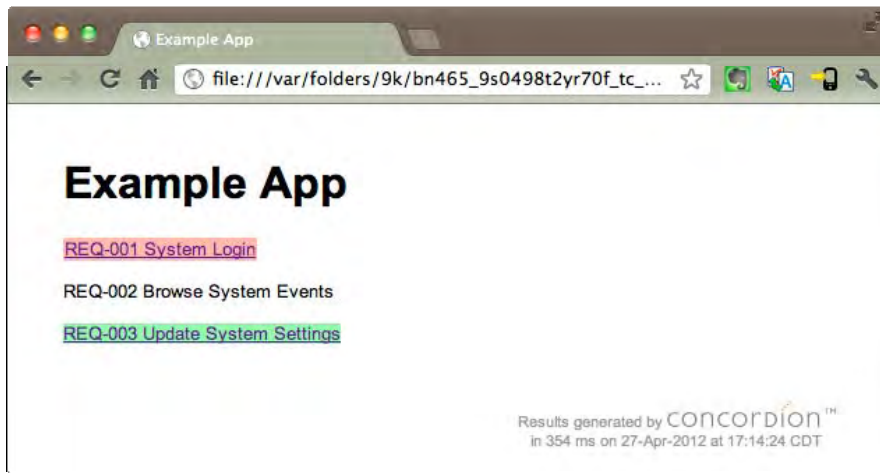 Example App
file:///var/folders/9k/bn465_9s0498t2yr70f_tc_...
Example App
REQ-001 System Login
REQ-002 Browse System Events
REQ-003 Update System Settings
Results generated by concordion™
in 354 ms on 27-Apr-2012 at 17:14:24 CDT